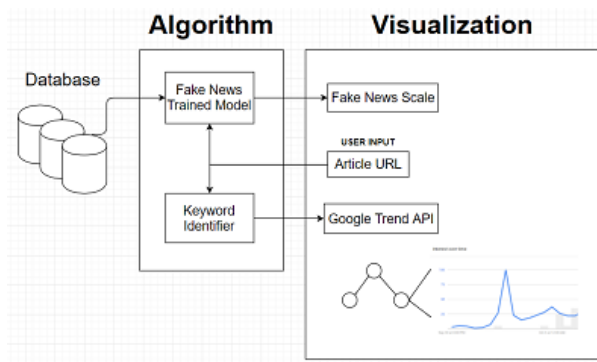 Algorithm
Visualization
Database
Fake News
Trained Model
Fake News Scale
USER INPUT
Article URL
Keyword
Identifier
Google Trend API